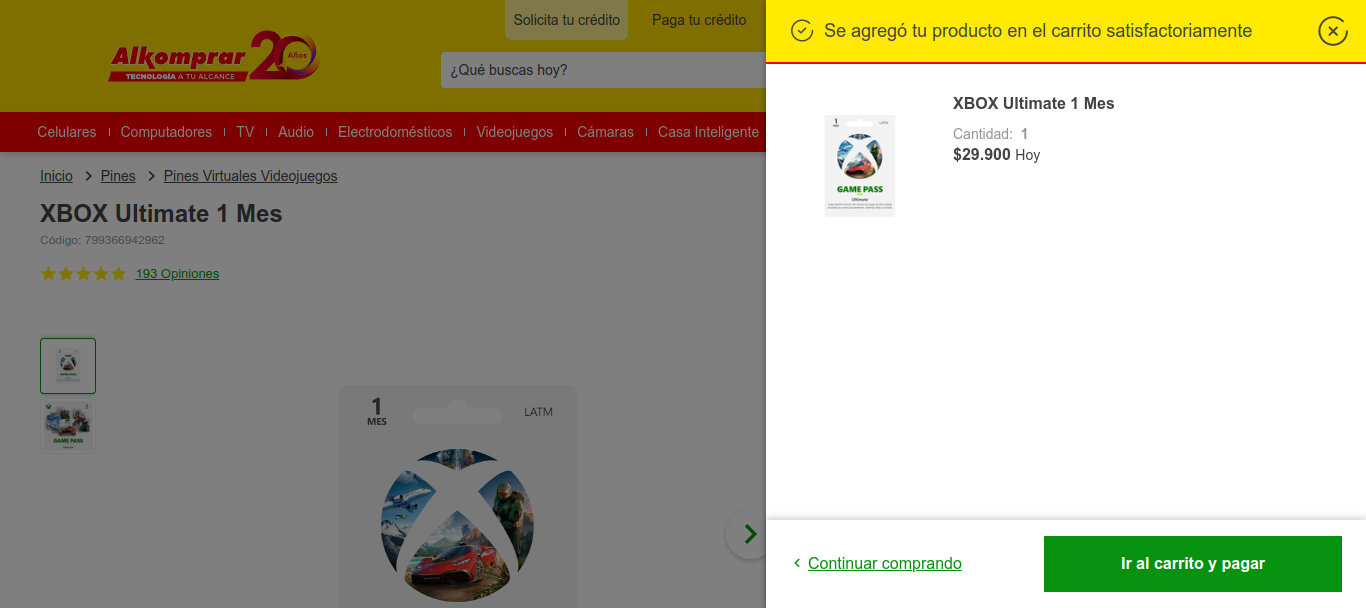 Solicita tu crédito
Paga tu crédito
Alkomprar 20 Años
TECNOLOGÍA A TU ALCANCE
¿Qué buscas hoy?
Celulares
Computadores
TV
Audio
Electrodomésticos
Videojuegos
Cámaras
Casa Inteligente
Inicio
Pines
Pines Virtuales Videojuegos
XBOX Ultimate 1 Mes
Código: 799366942962
193 Opiniones
GAME PASS
1
MES
LATM
Se agregó tu producto en el carrito satisfactoriamente
1
MES
LATM
GAME PASS
Ultimate
XBOX Ultimate 1 Mes
Cantidad: 1
$29.900 Hoy
Continuar comprando
Ir al carrito y pagar